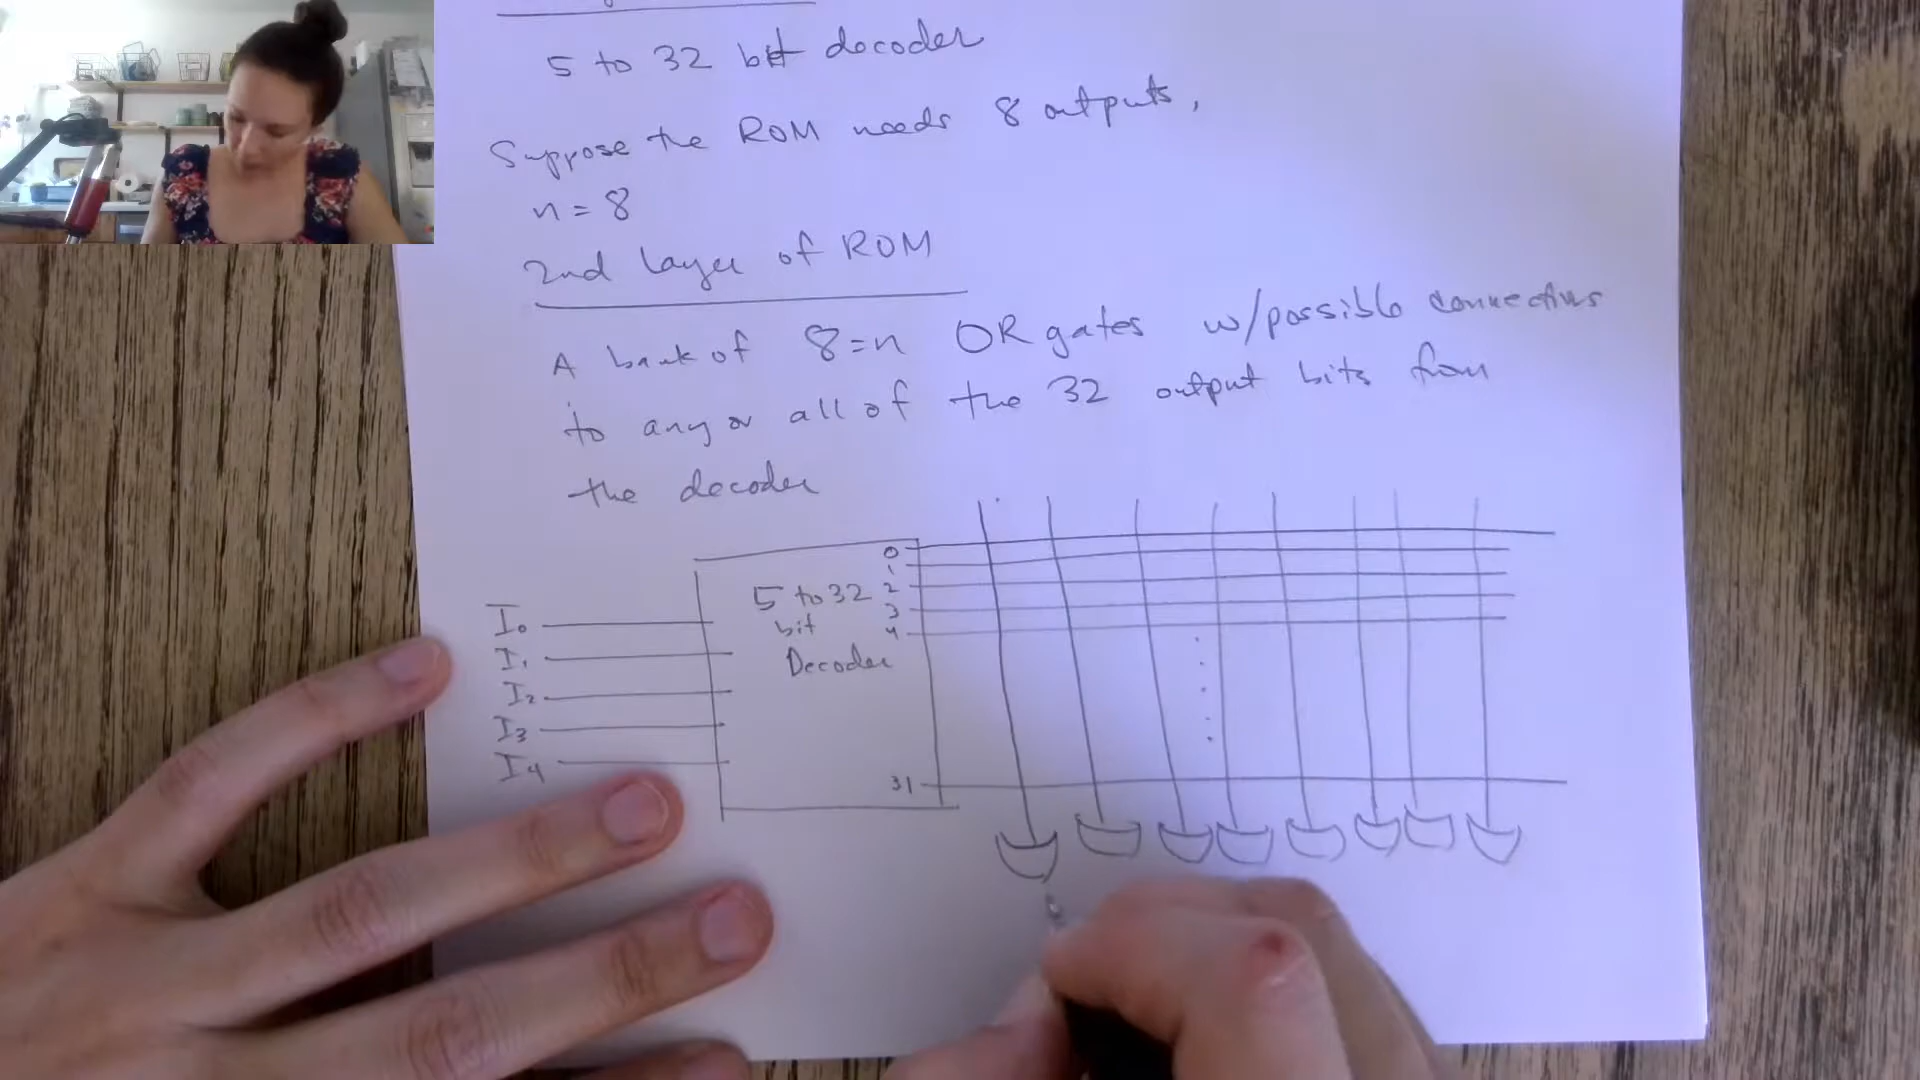 5 to 32 bit decoder
Suppose the ROM needs 8 outputs,
n = 8
2nd layer of ROM
A bank of 8=n OR gates w/possible connections
to any or all of the 32 output bits from
the decoder
0
1
5 to 32 2
3
bit 4
Decoder
I0
I1
I2
I3
I4
31